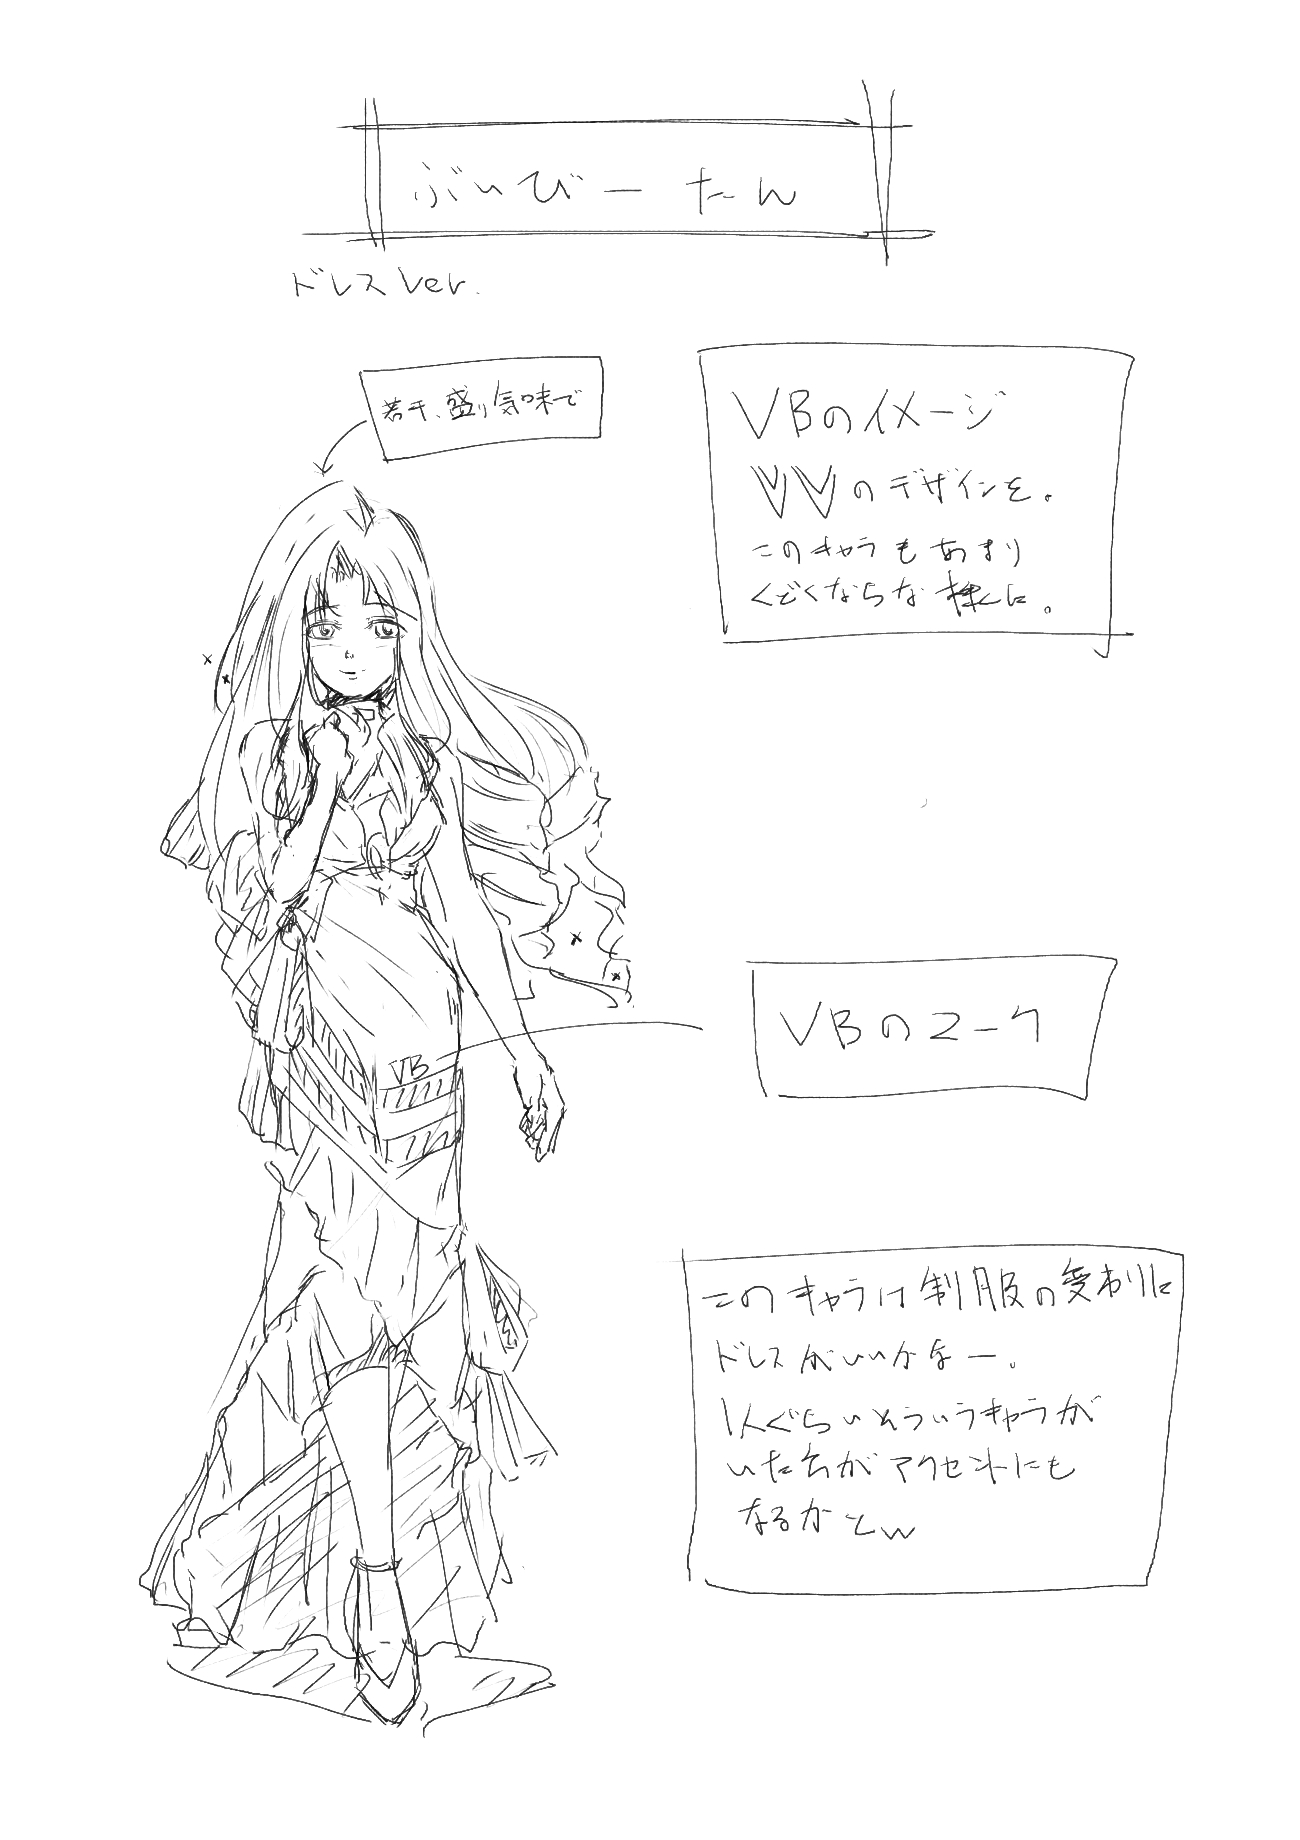 ぶいびーたん
ドレスVer.
若干、盛り気味で
VBのイメージ
VVのデザインを。
このキャラもあまり
くどくならな様に。
VBのマーク
VB
このキャラは制服の変わりに
ドレスがいいかなー。
1人ぐらいそういうキャラが
いた方がアクセントにも
なるかとw